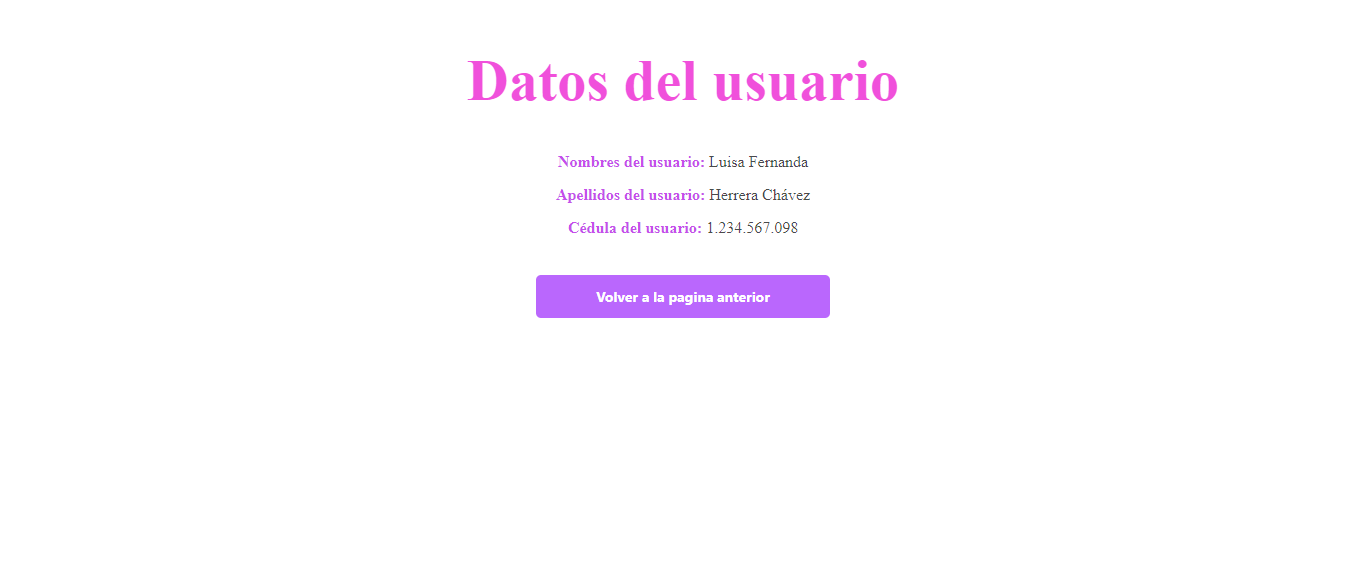 Datos del usuario
Nombres del usuario: Luisa Fernanda
Apellidos del usuario: Herrera Chávez
Cédula del usuario: 1.234.567.098
Volver a la pagina anterior